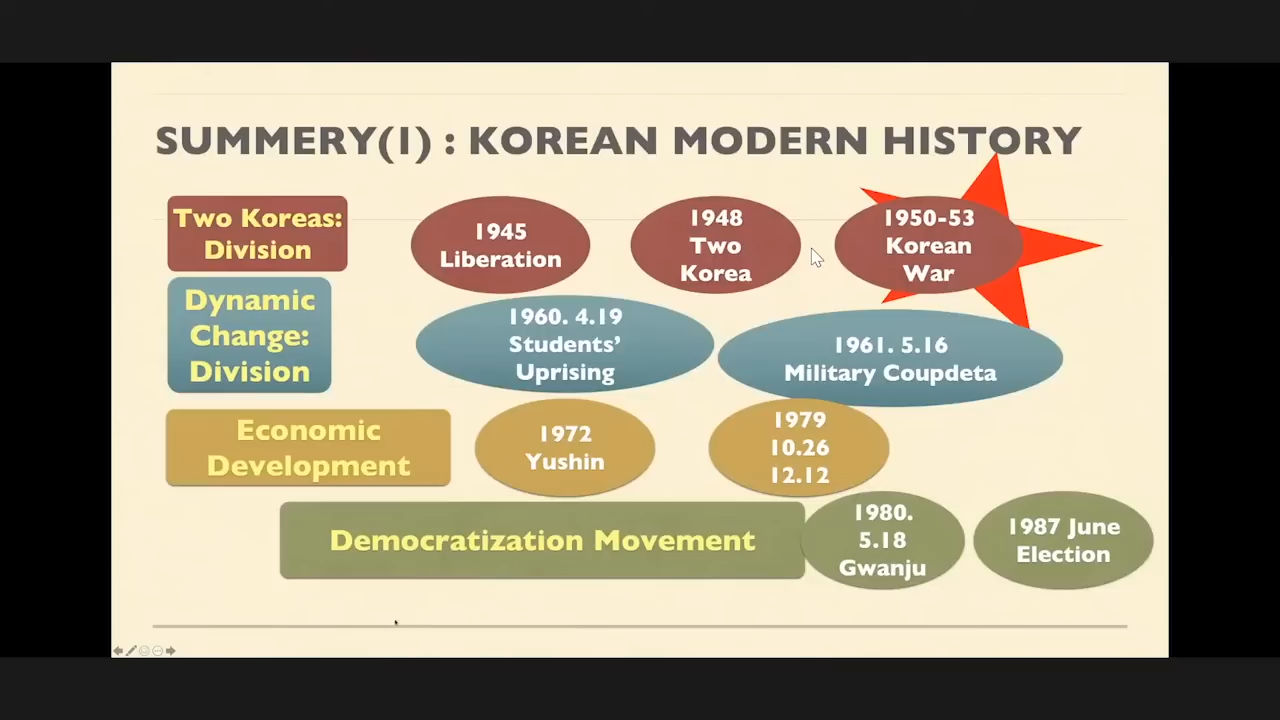 SUMMERY(1) : KOREAN MODERN HISTORY
Two Koreas:
Division
1945
Liberation
1948
Two
Korea
1950-53
Korean
War
Dynamic
Change:
Division
1960. 4.19
Students’
Uprising
1961. 5.16
Military Coupdeta
Economic
Development
1972
Yushin
1979
10.26
12.12
Democratization Movement
1980.
5.18
Gwanju
1987 June
Election